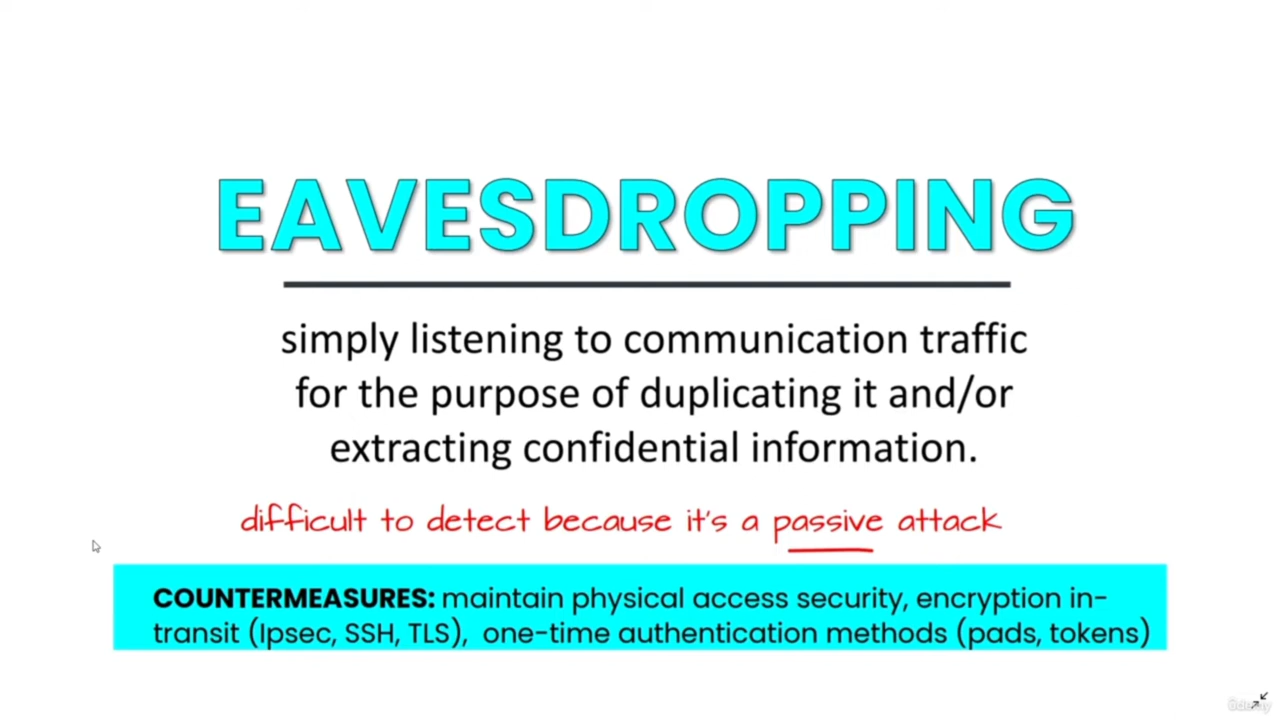 EAVESDROPPING
simply listening to communication traffic
for the purpose of duplicating it and/or
extracting confidential information.
difficult to detect because it's a passive attack
COUNTERMEASURES: maintain physical access security, encryption in-
transit (Ipsec, SSH, TLS), one-time authentication methods (pads, tokens)